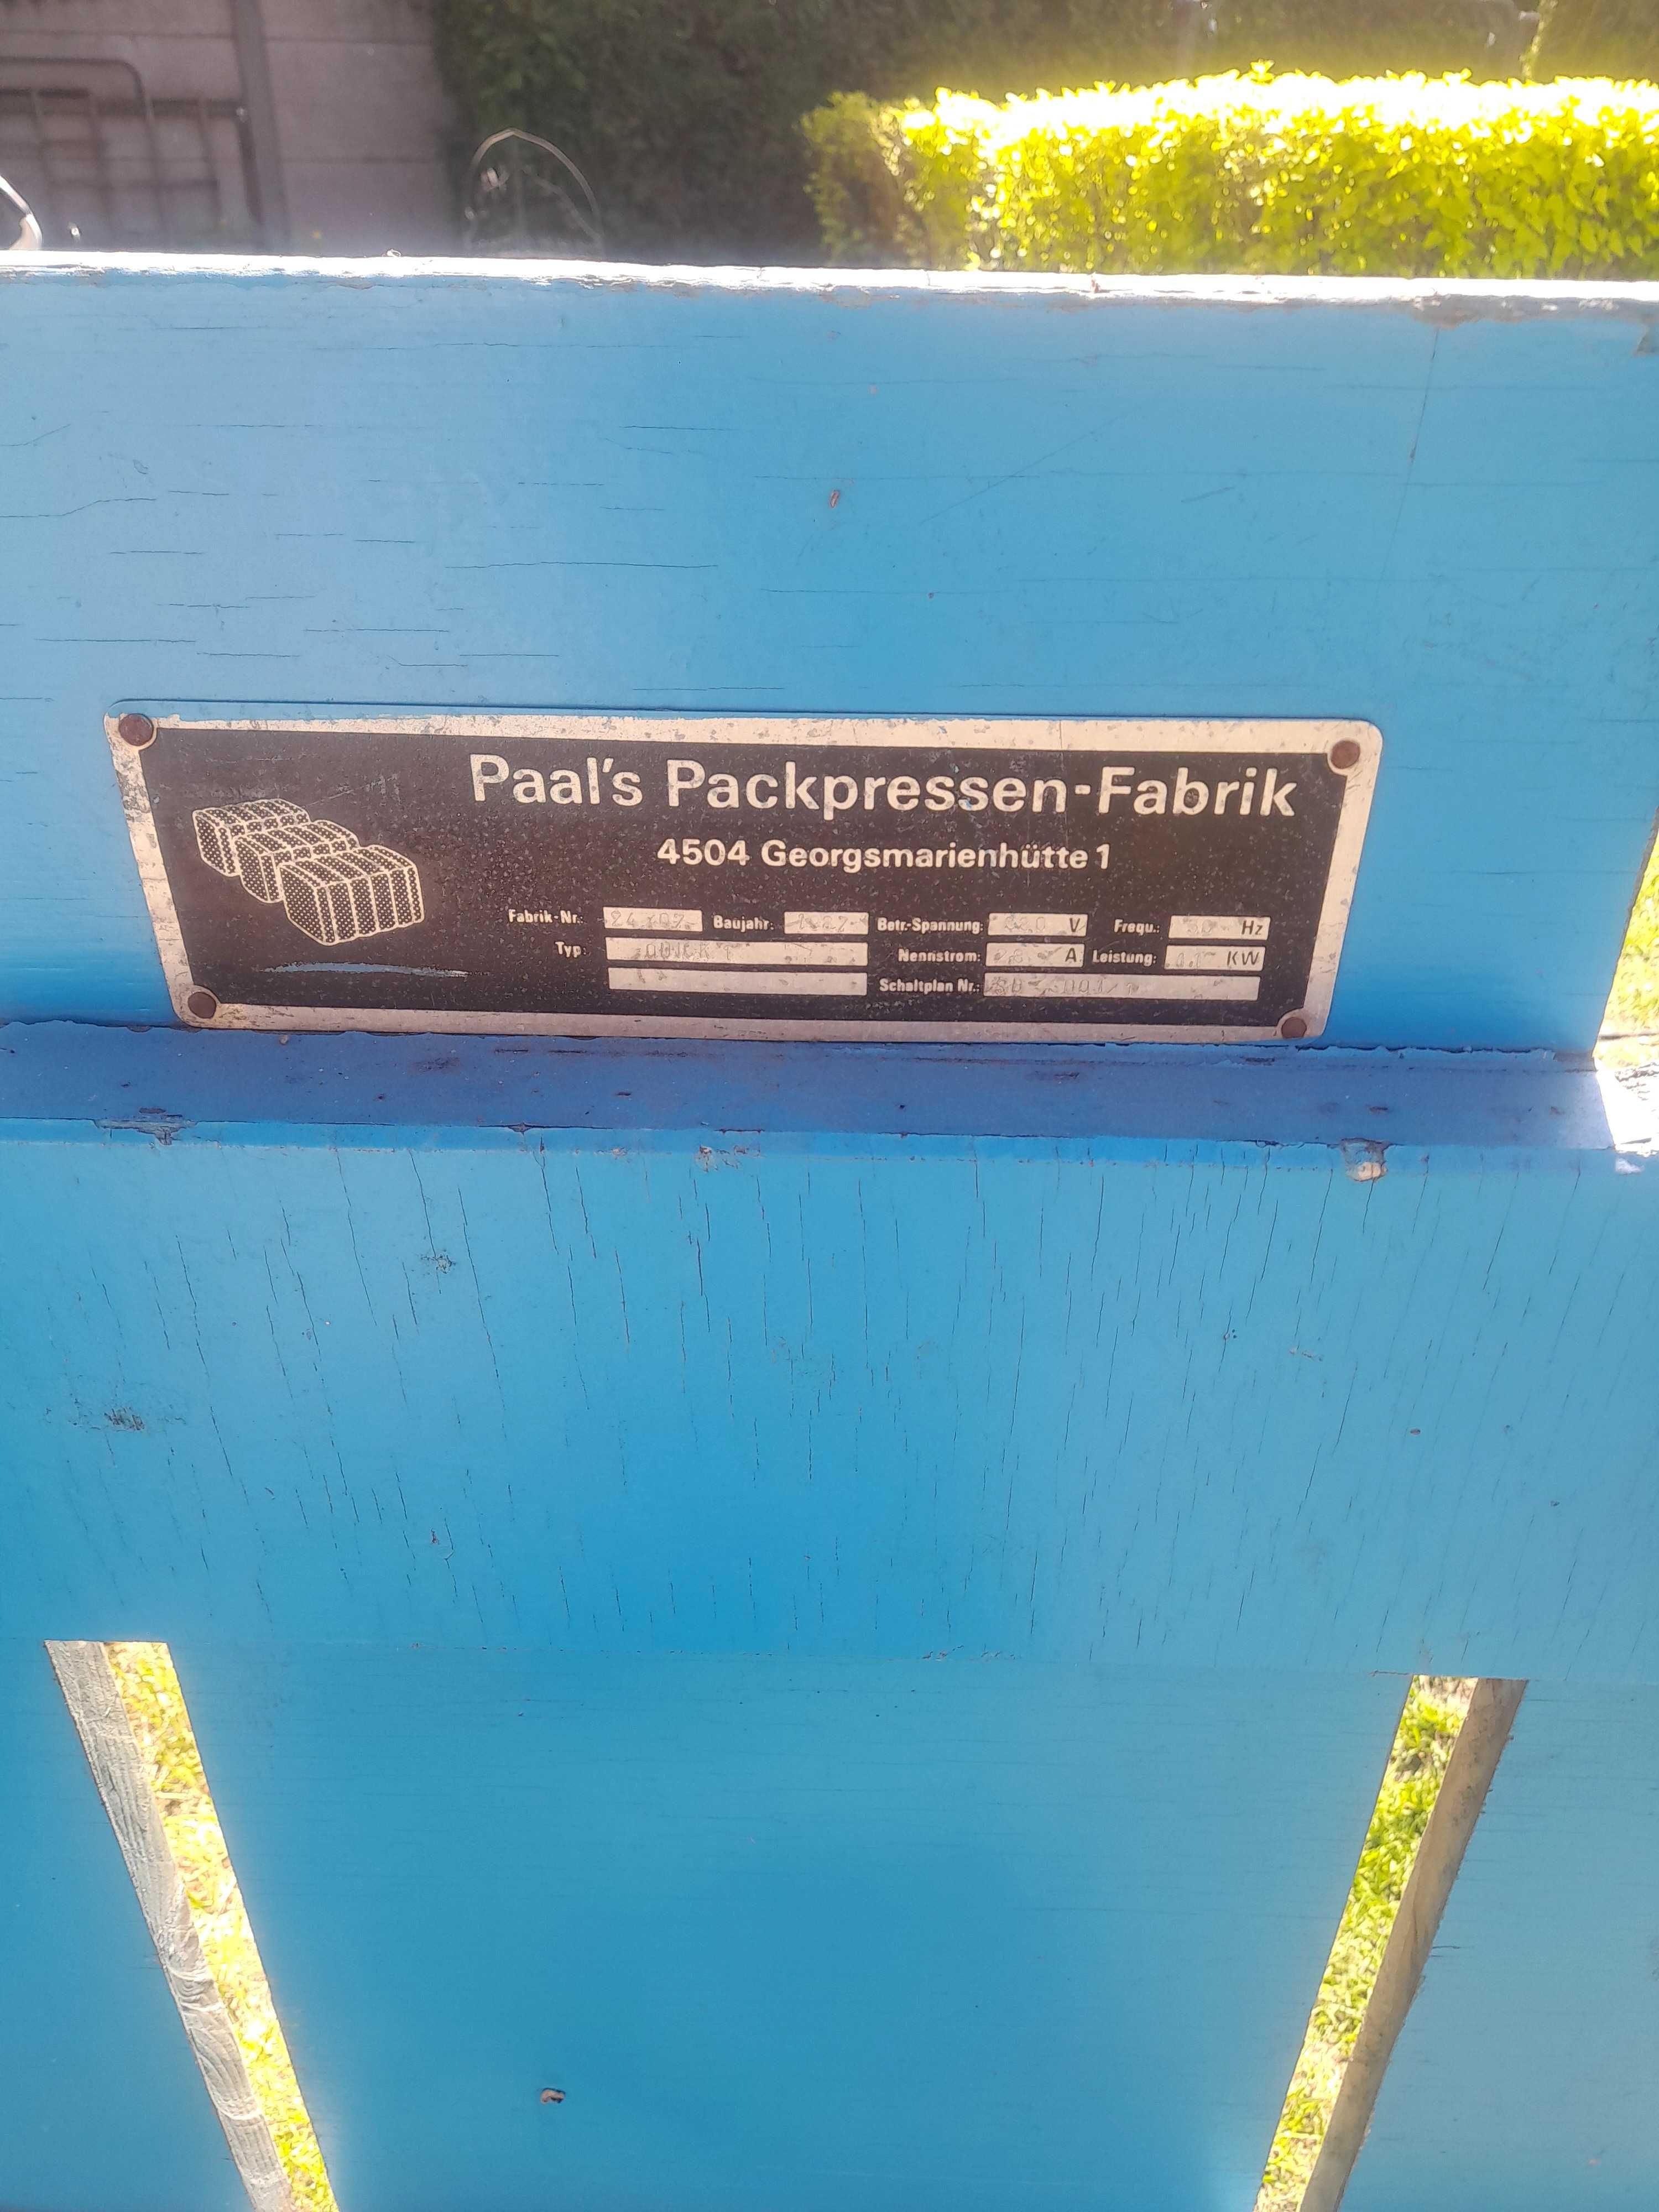 Paal's Packpressen-Fabrik
4504 Georgsmarienhütte 1
Fabrik-Nr.: Baujahr: Betr.-Spannung: V Frequ.: Hz
Typ: Nennstrom: A Leistung: KW
Schaltplan Nr.: